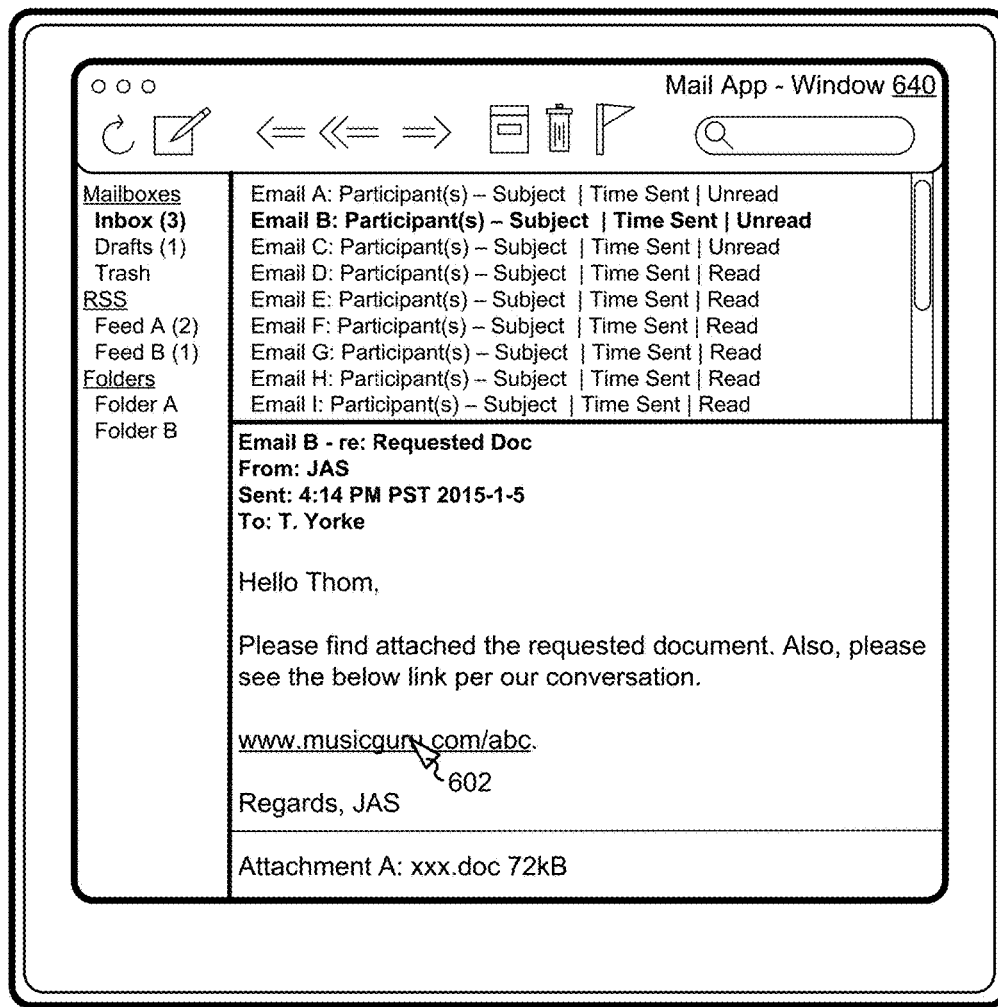 Mail App - Window 640
Mailboxes
Inbox (3)
Drafts (1)
Trash
RSS
Feed A (2)
Feed B (1)
Folders
Folder A
Folder B
Email A: Participant(s) – Subject | Time Sent | Unread
Email B: Participant(s) – Subject | Time Sent | Unread
Email C: Participant(s) – Subject | Time Sent | Unread
Email D: Participant(s) – Subject | Time Sent | Read
Email E: Participant(s) – Subject | Time Sent | Read
Email F: Participant(s) – Subject | Time Sent | Read
Email G: Participant(s) – Subject | Time Sent | Read
Email H: Participant(s) – Subject | Time Sent | Read
Email I: Participant(s) – Subject | Time Sent | Read
Email B - re: Requested Doc
From: JAS
Sent: 4:14 PM PST 2015-1-5
To: T. Yorke
Hello Thom,
Please find attached the requested document. Also, please
see the below link per our conversation.
www.musicguru.com/abc.
602
Regards, JAS
Attachment A: xxx.doc 72kB